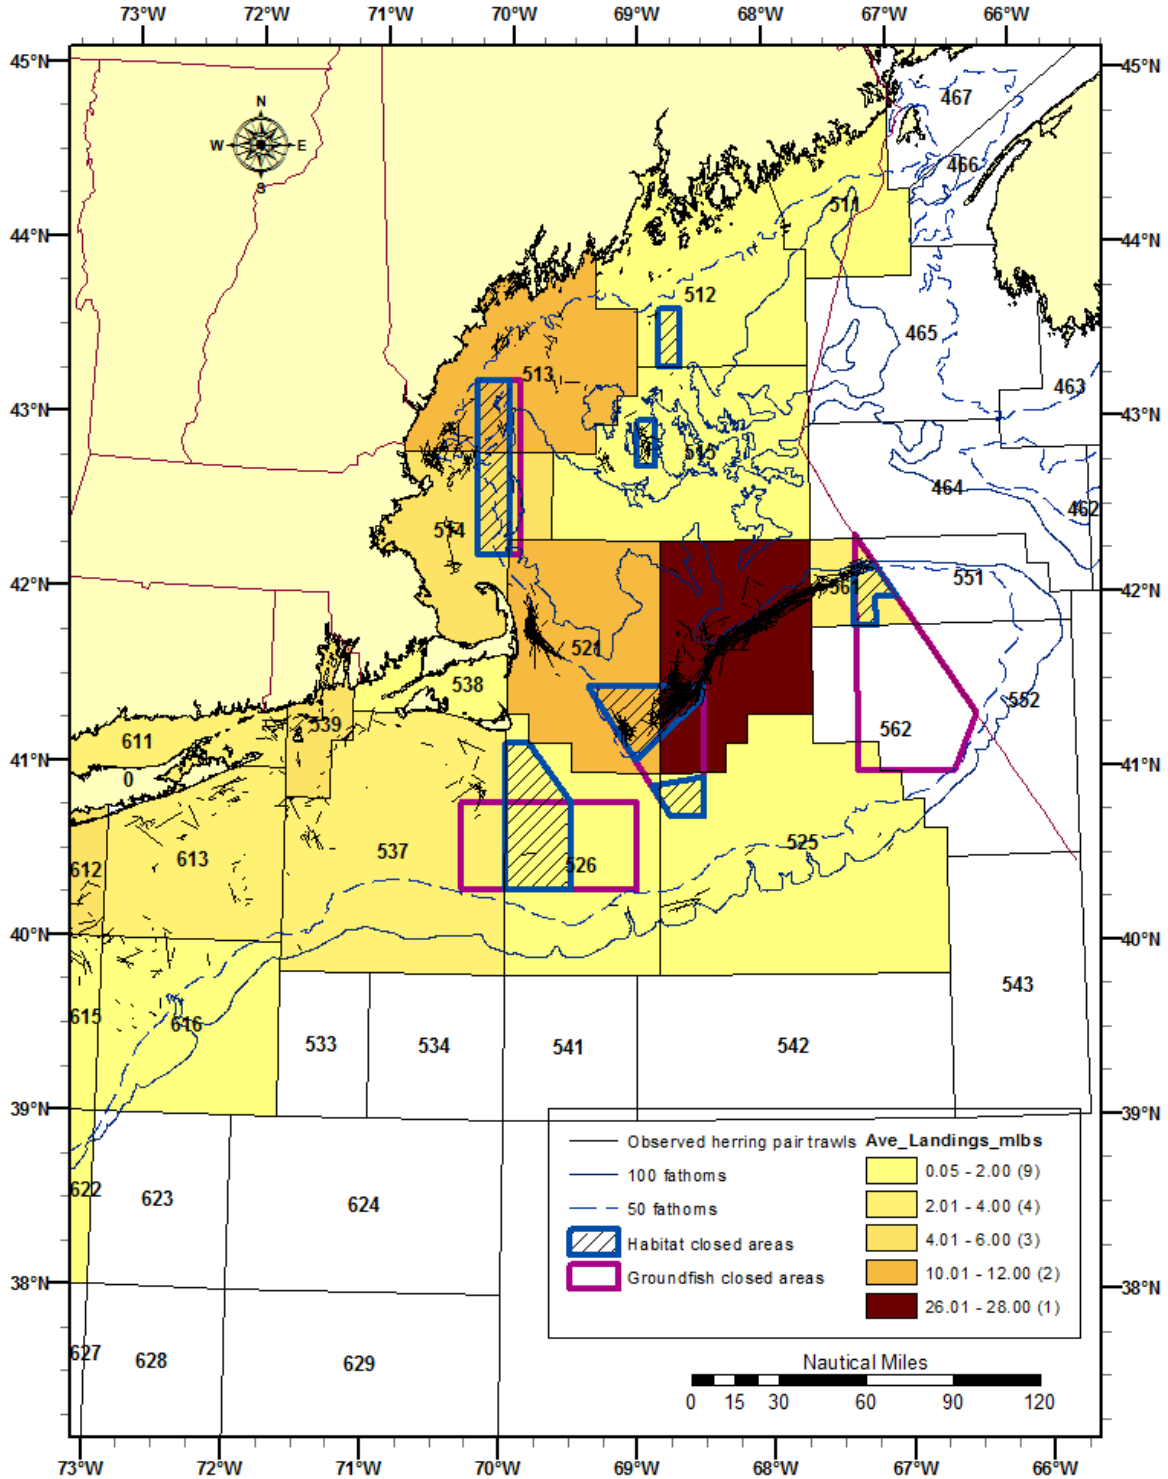 73°W 72°W 71°W 70°W 69°W 68°W 67°W 66°W
45°N 45°N
467
N
W E
S
466
511
44°N 44°N
512
465
513
463
43°N 43°N
515
464
462
514
42°N 42°N
551
561
521
538
552
539
562
611
41°N 41°N
0
525
537
613
526
612
40°N 40°N
543
615
616
533 534 541 542
39°N 39°N
Observed herring pair trawls
100 fathoms
50 fathoms
Habitat closed areas
Groundfish closed areas
Ave_Landings_mlbs
0.05 - 2.00 (9)
2.01 - 4.00 (4)
4.01 - 6.00 (3)
10.01 - 12.00 (2)
26.01 - 28.00 (1)
622
623
624
38°N 38°N
627
628
629
Nautical Miles
0 15 30 60 90 120
73°W 72°W 70°W 71°W 69°W 68°W 67°W 66°W